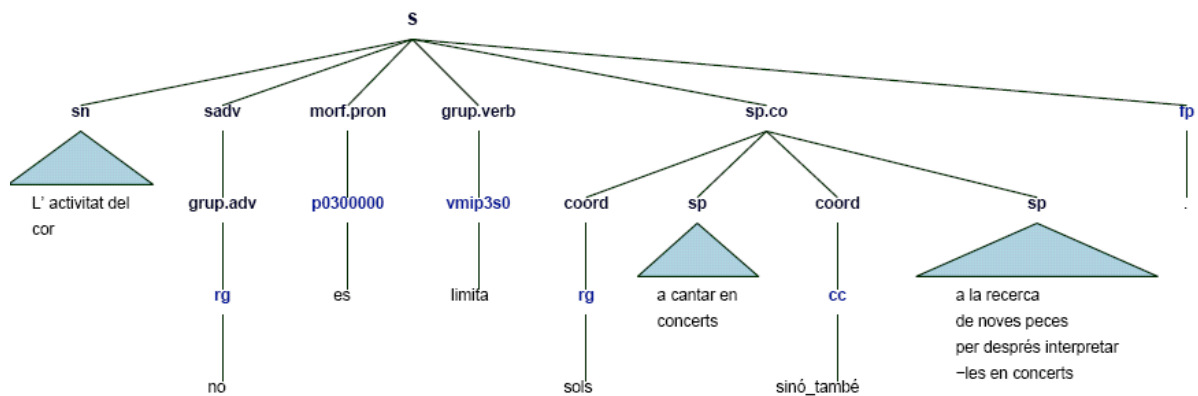 s
sn sadv morf.pron grup.verb sp.co fp
L' activitat del
cor
grup.adv p0300000 vmip3s0 coord sp coord sp .
rg es limita rg a cantar en
concerts
cc a la recerca
de noves peces
per després interpretar
−les en concerts
no sols sinó_també